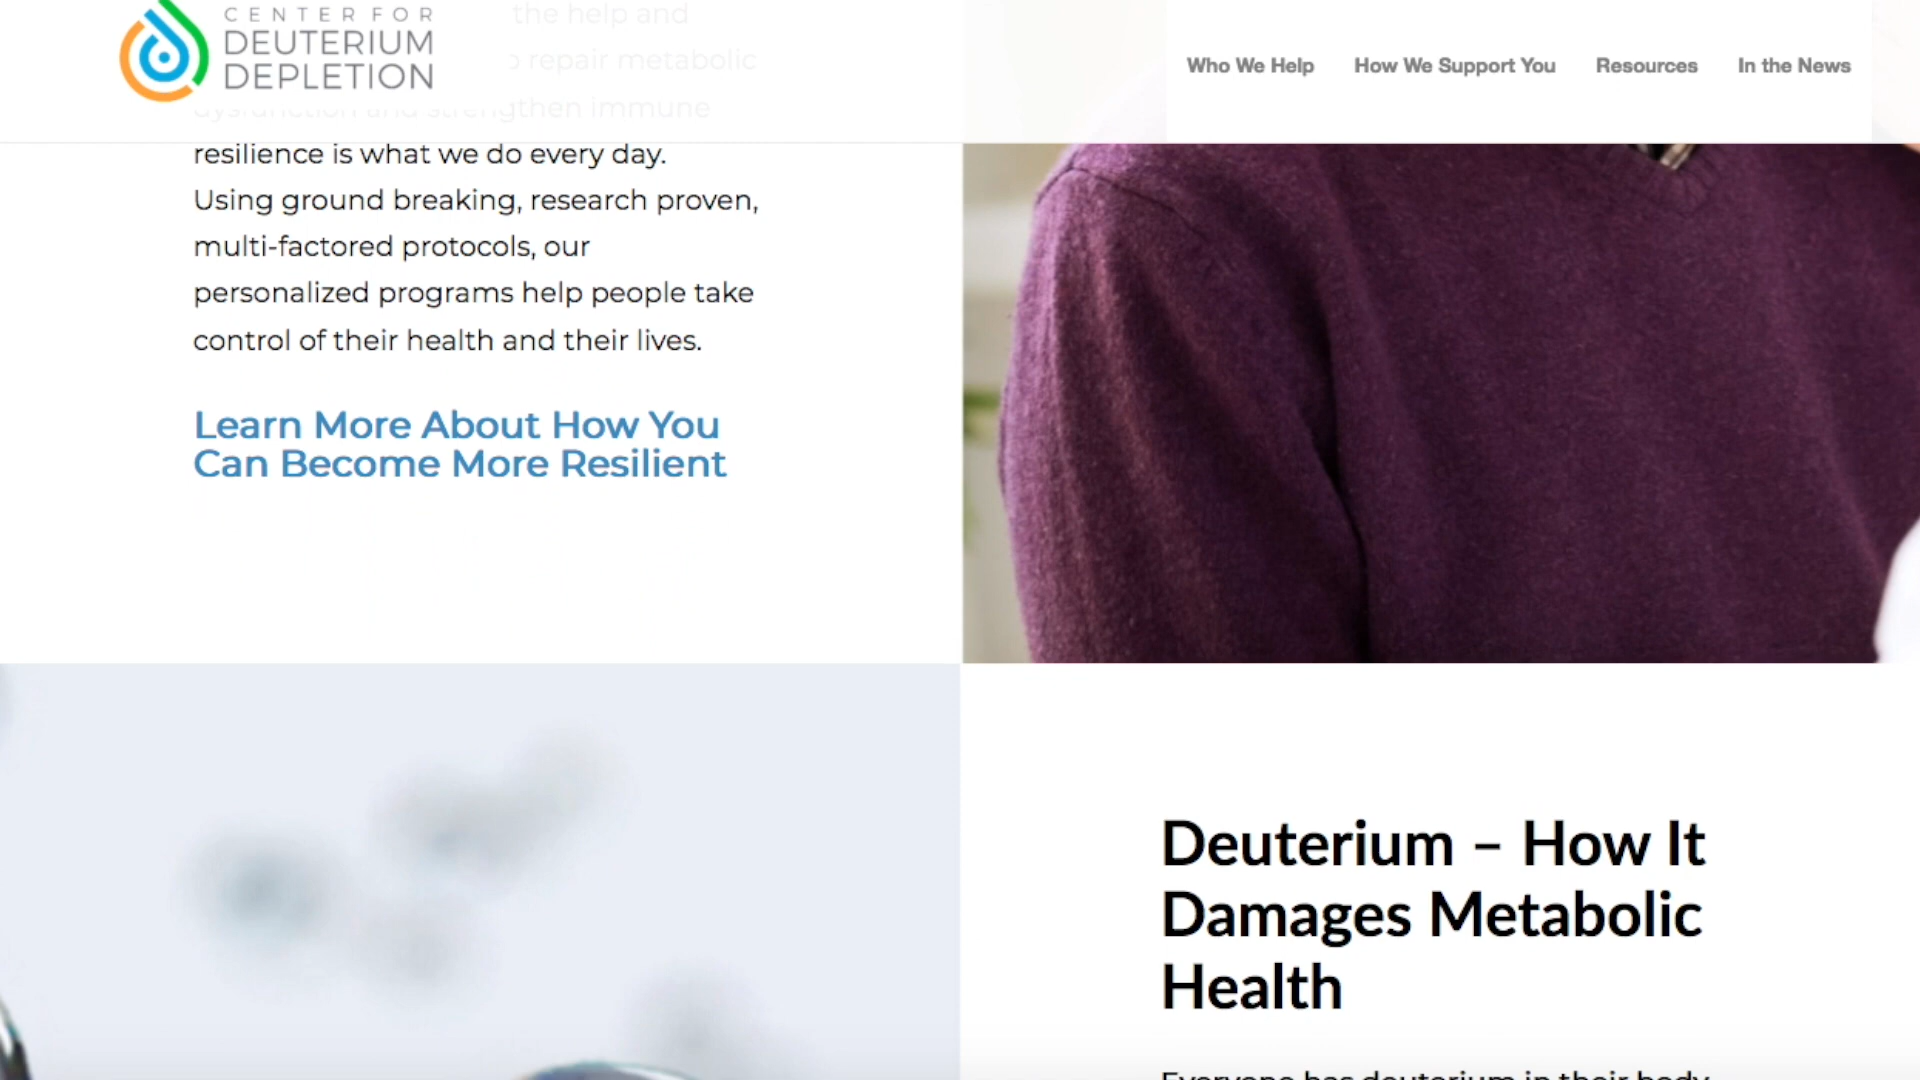 CENTER FOR
DEUTERIUM
DEPLETION
Who We Help
How We Support You
Resources
In the News
the help and
repair metabolic
dysfunction and strengthen immune
resilience is what we do every day.
Using ground breaking, research proven,
multi-factored protocols, our
personalized programs help people take
control of their health and their lives.
Learn More About How You
Can Become More Resilient
Deuterium – How It
Damages Metabolic
Health
Everyone has deuterium in their body